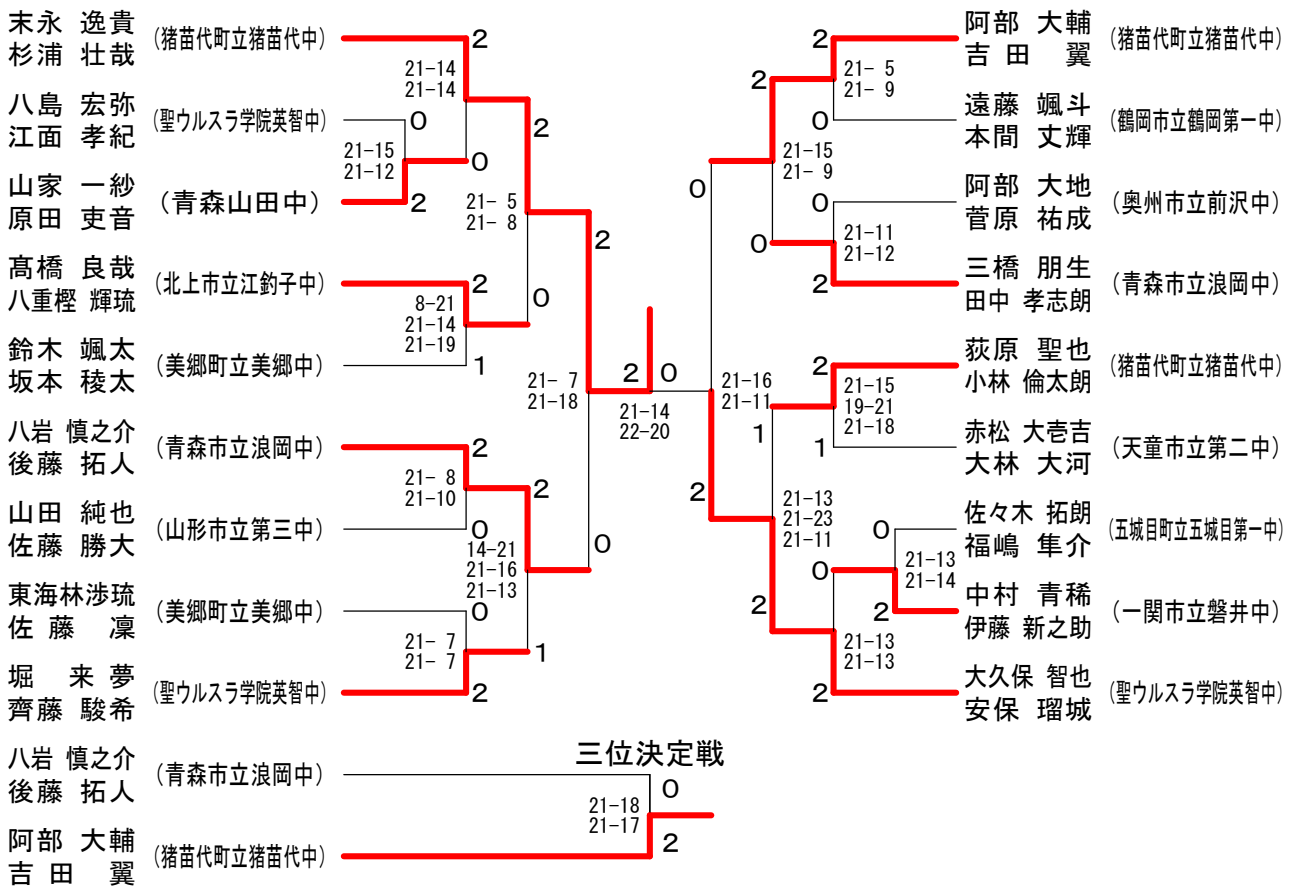 末永 逸貴
杉浦 壮哉
(猪苗代町立猪苗代中)
2
21-14
21-14
八島 宏弥
江面 孝紀
(聖ウルスラ学院英智中)
0
21-15
21-12
0
2
山家 一紗
原田 吏音
(青森山田中)
2
21- 5
21- 8
2
髙橋 良哉
八重樫 輝琉
(北上市立江釣子中)
2
8-21
21-14
21-19
0
鈴木 颯太
坂本 稜太
(美郷町立美郷中)
1
21- 7
21-18
八岩 慎之介
後藤 拓人
(青森市立浪岡中)
2
21- 8
21-10
2
山田 純也
佐藤 勝大
(山形市立第三中)
0
14-21
21-16
21-13
0
東海林渉琉
佐藤 凜
(美郷町立美郷中)
0
21- 7
21- 7
1
堀 来夢
齊藤 駿希
(聖ウルスラ学院英智中)
2
2 0
21-14
22-20
阿部 大輔
吉田 翼
(猪苗代町立猪苗代中)
2
21- 5
21- 9
2
遠藤 颯斗
本間 丈輝
(鶴岡市立鶴岡第一中)
0
21-15
21- 9
0
阿部 大地
菅原 祐成
(奥州市立前沢中)
0
21-11
21-12
0
三橋 朋生
田中 孝志朗
(青森市立浪岡中)
2
荻原 聖也
小林 倫太朗
(猪苗代町立猪苗代中)
2
21-15
19-21
21-18
21-16
21-11
1
赤松 大壱吉
大林 大河
(天童市立第二中)
1
2
21-13
21-23
21-11
佐々木 拓朗
福嶋 隼介
(五城目町立五城目第一中)
0
21-13
21-14
0
中村 青稀
伊藤 新之助
(一関市立磐井中)
2
2
21-13
21-13
大久保 智也
安保 瑠城
(聖ウルスラ学院英智中)
2
三位決定戦
八岩 慎之介
後藤 拓人
(青森市立浪岡中)
0
21-18
21-17
阿部 大輔
吉田 翼
(猪苗代町立猪苗代中)
2